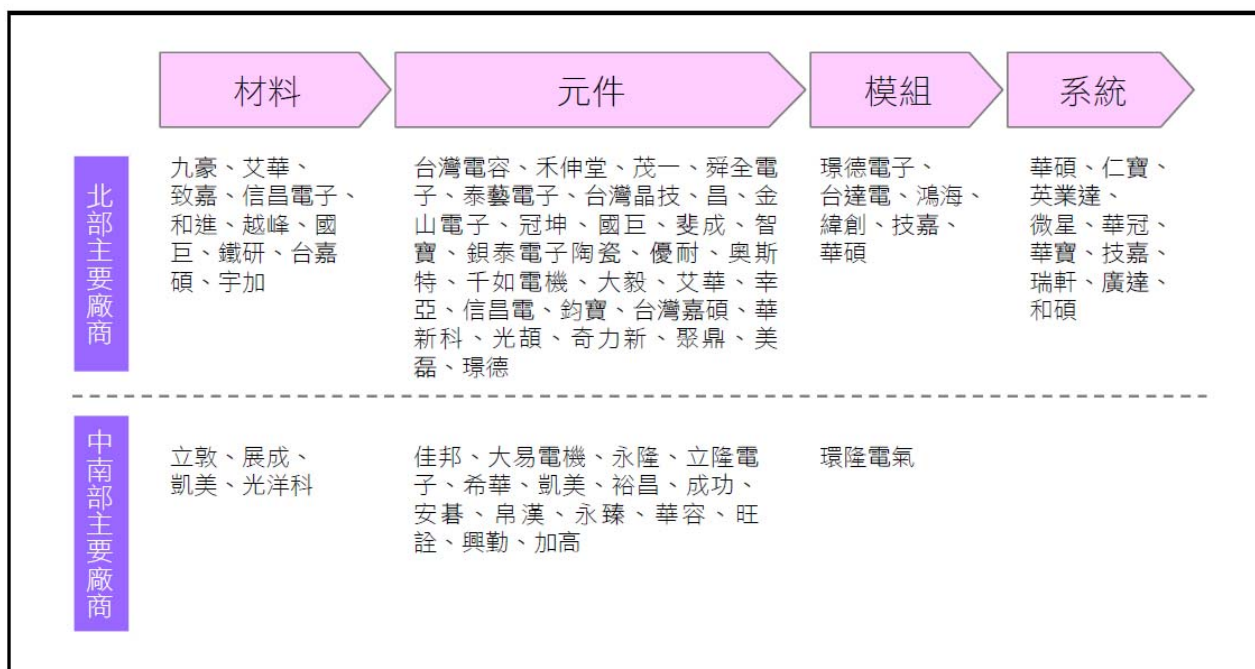 材料
元件
模組
系統
北部主要廠商
九豪、艾華、
致嘉、信昌電子、
和進、越峰、國
巨、鐵研、台嘉
碩、宇加
台灣電容、禾伸堂、茂一、舜全電
子、泰藝電子、台灣晶技、昌、金
山電子、冠坤、國巨、斐成、智
寶、鋇泰電子陶瓷、優耐、奧斯
特、千如電機、大毅、艾華、幸
亞、信昌電、鈞寶、台灣嘉碩、華
新科、光頡、奇力新、聚鼎、美
磊、璟德
璟德電子、
台達電、鴻海、
緯創、技嘉、
華碩
華碩、仁寶、
英業達、
微星、華冠、
華寶、技嘉、
瑞軒、廣達、
和碩
中南部主要廠商
立敦、展成、
凱美、光洋科
佳邦、大易電機、永隆、立隆電
子、希華、凱美、裕昌、成功、
安碁、帛漢、永臻、華容、旺
詮、興勤、加高
環隆電氣